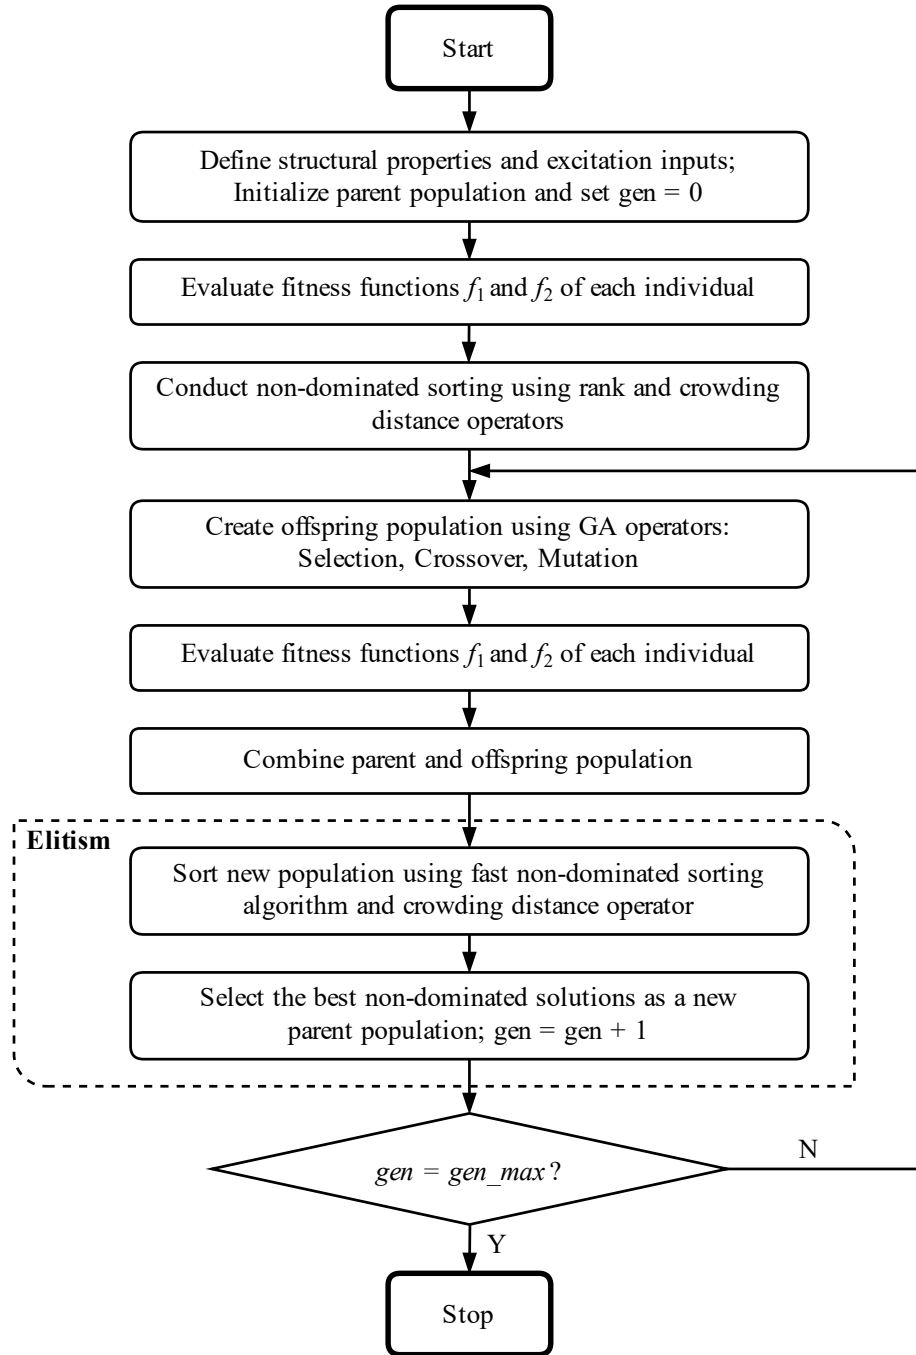 Start
Define structural properties and excitation inputs;
Initialize parent population and set gen = 0
Evaluate fitness functions f1 and f2 of each individual
Conduct non-dominated sorting using rank and crowding
distance operators
Create offspring population using GA operators:
Selection, Crossover, Mutation
Evaluate fitness functions f1 and f2 of each individual
Combine parent and offspring population
Elitism
Sort new population using fast non-dominated sorting
algorithm and crowding distance operator
Select the best non-dominated solutions as a new
parent population; gen = gen + 1
gen = gen_max?
N
Y
Stop